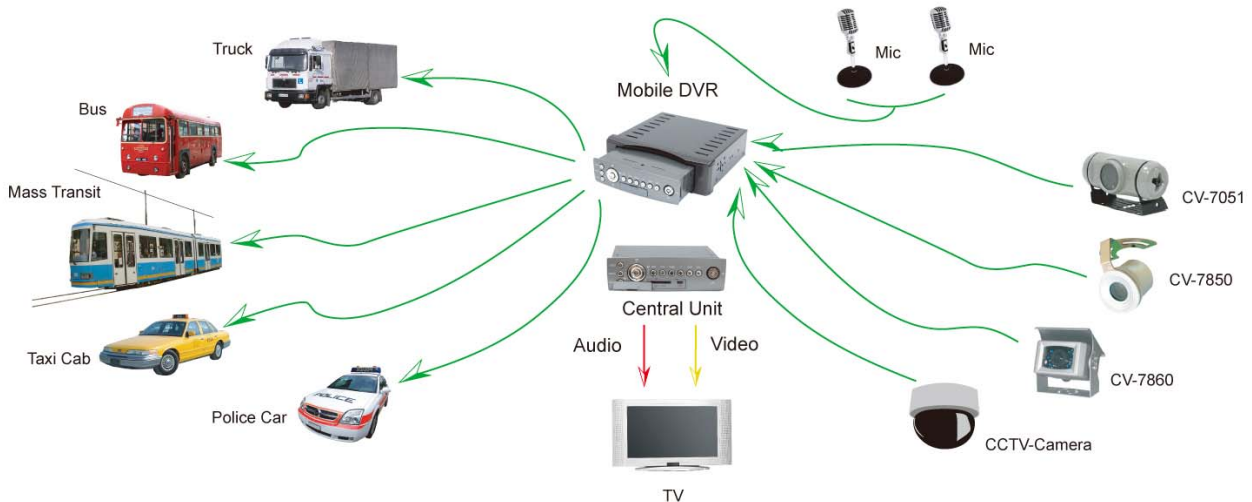 Truck
Mic
Mic
Mobile DVR
Bus
Mass Transit
CV-7051
CV-7850
Central Unit
Audio
Video
Taxi Cab
CV-7860
Police Car
POLICE
CCTV-Camera
TV